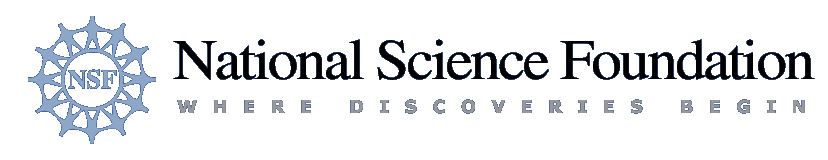 NSF
National Science Foundation
WHERE DISCOVERIES BEGIN